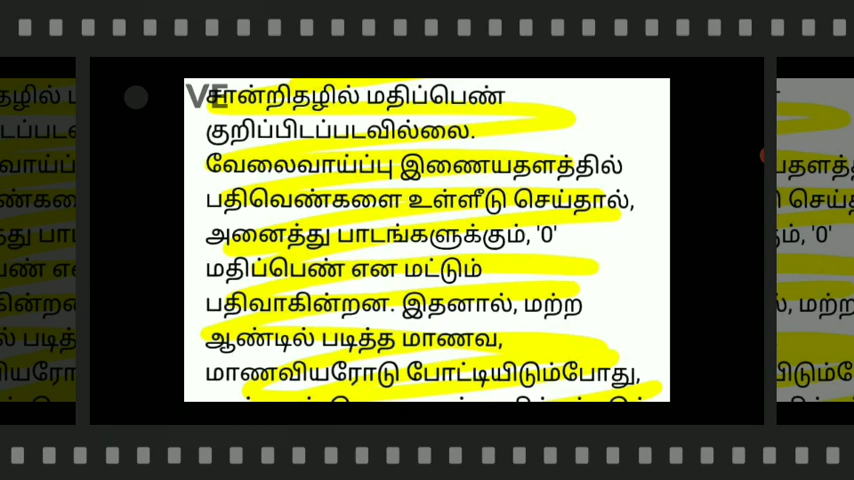 VE
சான்றிதழில் மதிப்பெண்
குறிப்பிடப்படவில்லை.
வேலைவாய்ப்பு இணையதளத்தில்
பதிவெண்களை உள்ளீடு செய்தால்,
அனைத்து பாடங்களுக்கும், '0'
மதிப்பெண் என மட்டும்
பதிவாகின்றன. இதனால், மற்ற
ஆண்டில் படித்த மாணவ,
மாணவியரோடு போட்டியிடும்போது,